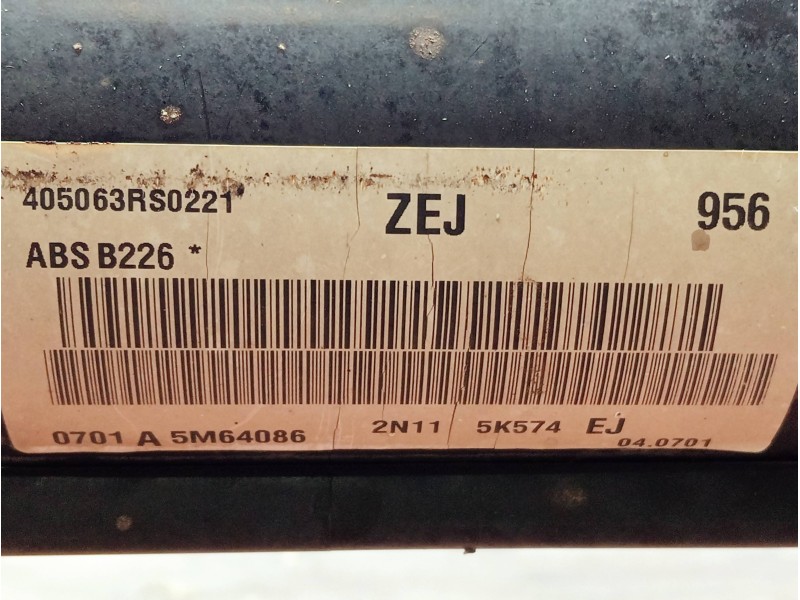 405063RS0221* ZEJ 956
ABS B226 *
0701 A 5M64086 2N11 5K574 EJ 04.0701